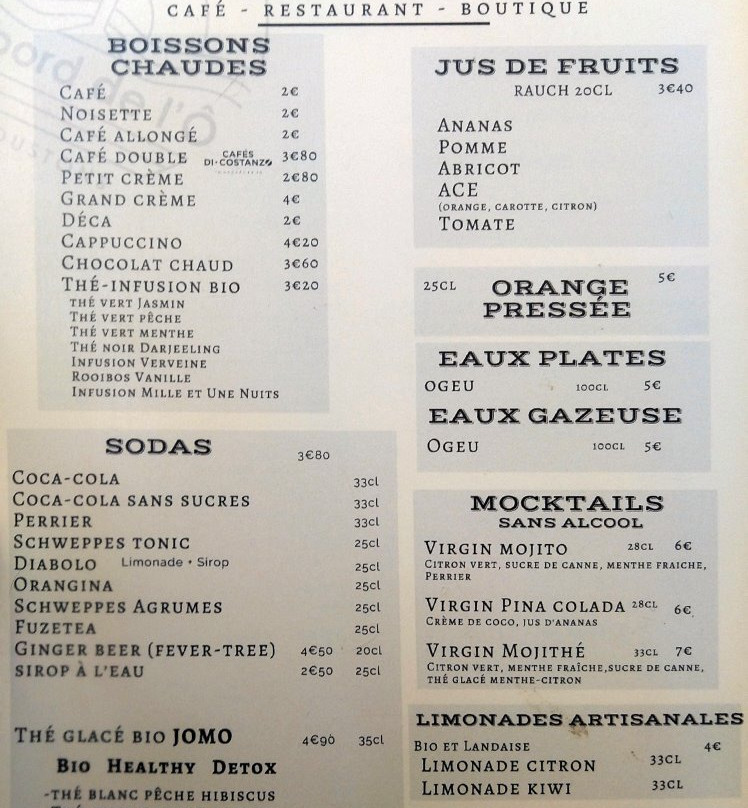 CAFÉ - RESTAURANT - BOUTIQUE
BOISSONS
CHAUDES
CAFÉ 2€
NOISETTE 2€
CAFÉ ALLONGÉ 2€
CAFÉ DOUBLE CAFÉS DI·COSTANZO 3€80
PETIT CRÈME 2€80
GRAND CRÈME 4€
DÉCA 2€
CAPPUCCINO 4€20
CHOCOLAT CHAUD 3€60
THÉ-INFUSION BIO 3€20
THÉ VERT JASMIN
THÉ VERT PÊCHE
THÉ VERT MENTHE
THÉ NOIR DARJEELING
INFUSION VERVEINE
ROOIBOS VANILLE
INFUSION MILLE ET UNE NUITS
SODAS 3€80
COCA-COLA 33cl
COCA-COLA SANS SUCRES 33cl
PERRIER 33cl
SCHWEPPES TONIC 25cl
DIABOLO Limonade • Sirop 25cl
ORANGINA 25cl
SCHWEPPES AGRUMES 25cl
FUZETEA 25cl
GINGER BEER (FEVER-TREE) 4€50 20cl
SIROP À L'EAU 2€50 25cl
THÉ GLACÉ BIO JOMO 4€90 35cl
BIO HEALTHY DETOX
-THÉ BLANC PÊCHE HIBISCUS
JUS DE FRUITS
RAUCH 20CL 3€40
ANANAS
POMME
ABRICOT
ACE
(ORANGE, CAROTTE, CITRON)
TOMATE
25CL ORANGE 5€
PRESSÉE
EAUX PLATES
OGEU 100CL 5€
EAUX GAZEUSE
OGEU 100CL 5€
MOCKTAILS
SANS ALCOOL
VIRGIN MOJITO 28CL 6€
CITRON VERT, SUCRE DE CANNE, MENTHE FRAICHE,
PERRIER
VIRGIN PINA COLADA 28CL 6€
CRÈME DE COCO, JUS D'ANANAS
VIRGIN MOJITHÉ 33CL 7€
CITRON VERT, MENTHE FRAÎCHE,SUCRE DE CANNE,
THÉ GLACÉ MENTHE-CITRON
LIMONADES ARTISANALES
BIO ET LANDAISE 4€
LIMONADE CITRON 33CL
LIMONADE KIWI 33CL
bord de l'Ô